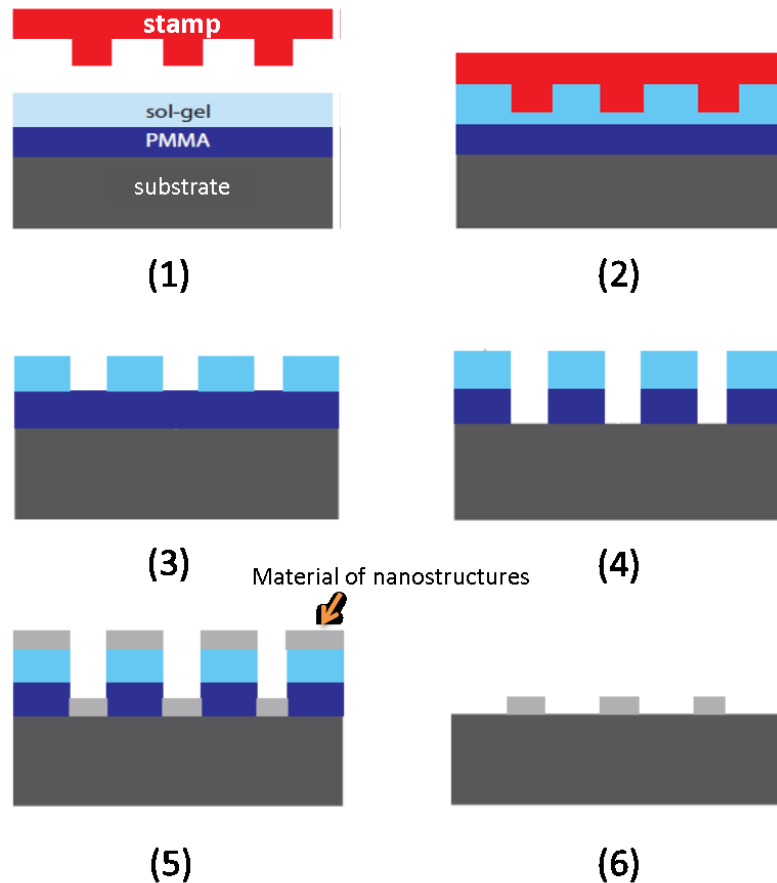 stamp
sol-gel
PMMA
substrate
(1)
(2)
(3)
(4)
Material of nanostructures
(5)
(6)